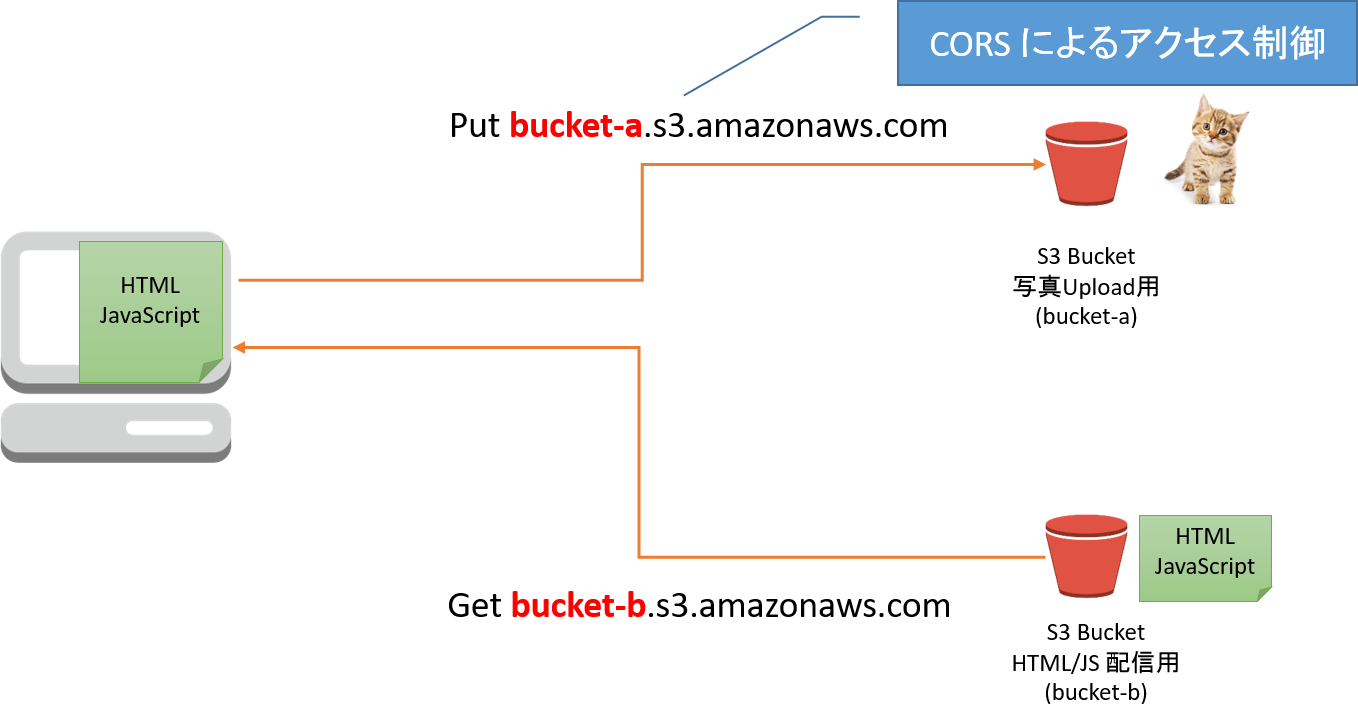 CORS によるアクセス制御
Put bucket-a.s3.amazonaws.com
S3 Bucket
写真Upload用
(bucket-a)
HTML
JavaScript
HTML
JavaScript
Get bucket-b.s3.amazonaws.com
S3 Bucket
HTML/JS 配信用
(bucket-b)